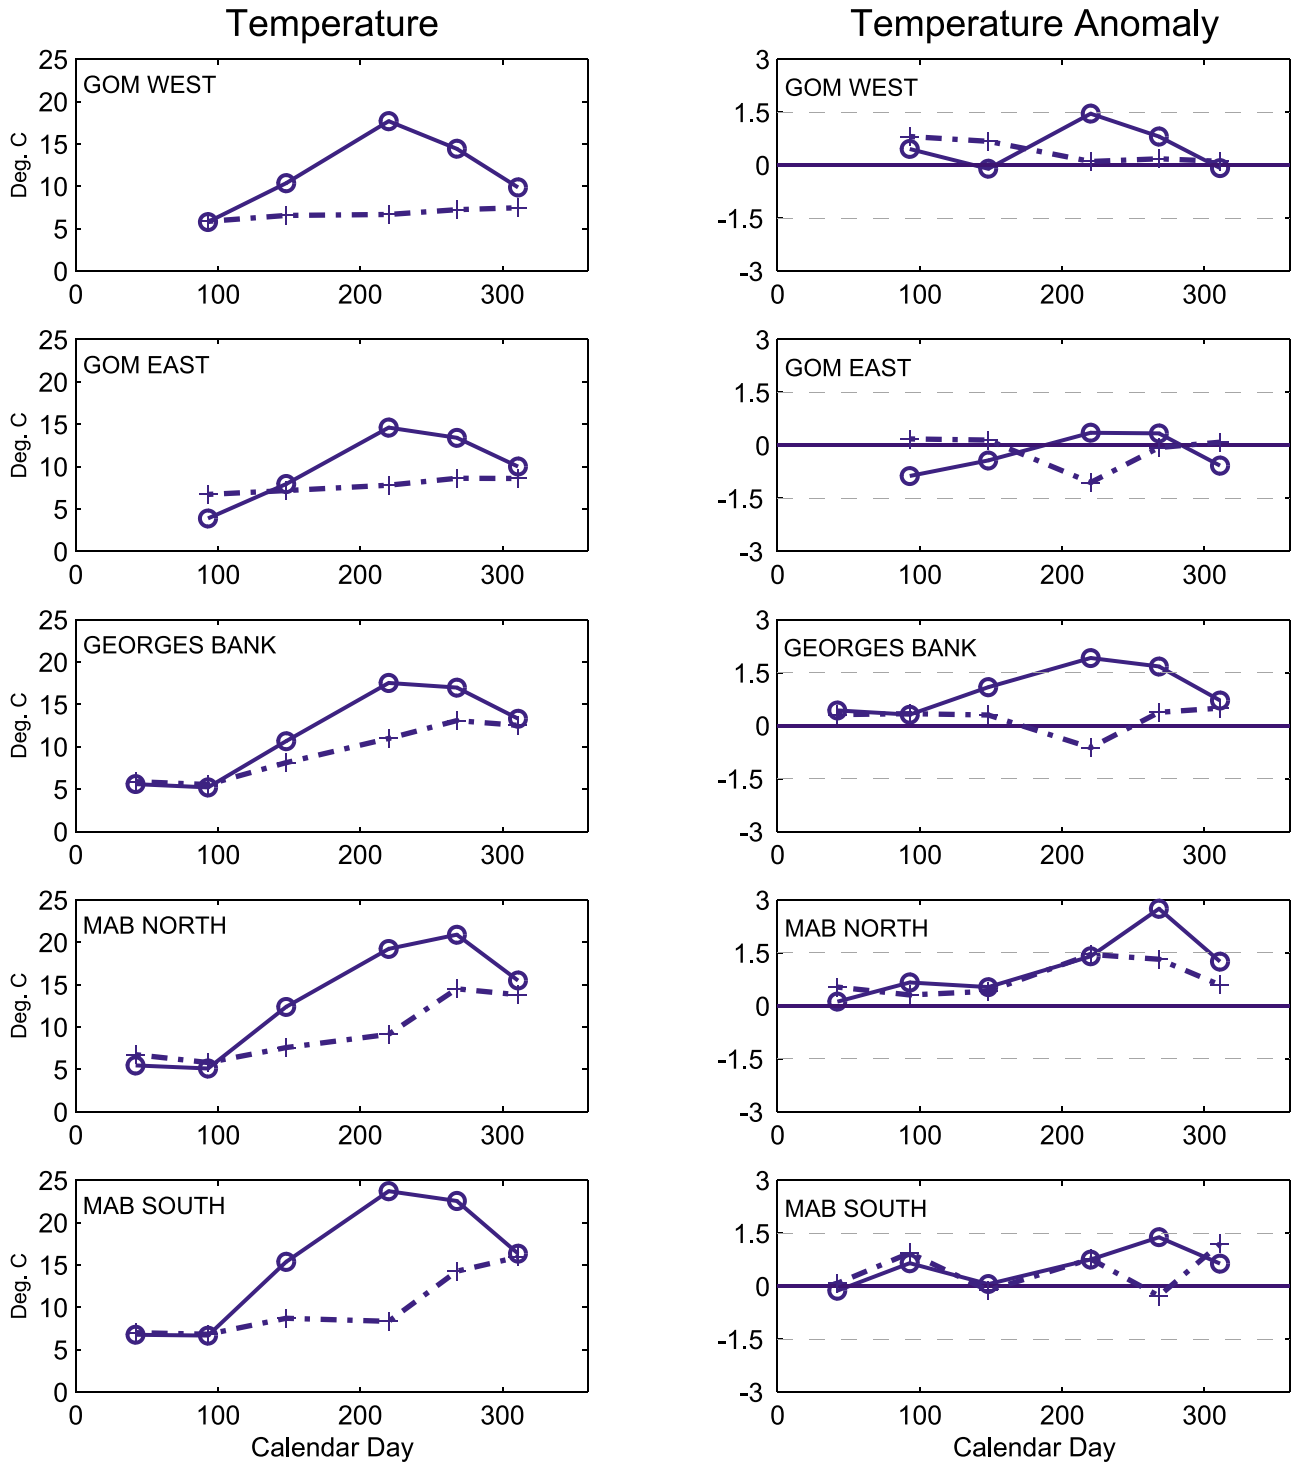 Temperature
Temperature Anomaly
25
20
15
10
5
0
Deg. C
GOM WEST
0 100 200 300
3
1.5
0
-1.5
-3
GOM WEST
0 100 200 300
25
20
15
10
5
0
Deg. C
GOM EAST
0 100 200 300
3
1.5
0
-1.5
-3
GOM EAST
0 100 200 300
25
20
15
10
5
0
Deg. C
GEORGES BANK
0 100 200 300
3
1.5
0
-1.5
-3
GEORGES BANK
0 100 200 300
25
20
15
10
5
0
Deg. C
MAB NORTH
0 100 200 300
3
1.5
0
-1.5
-3
MAB NORTH
0 100 200 300
25
20
15
10
5
0
Deg. C
MAB SOUTH
0 100 200 300
Calendar Day
3
1.5
0
-1.5
-3
MAB SOUTH
0 100 200 300
Calendar Day